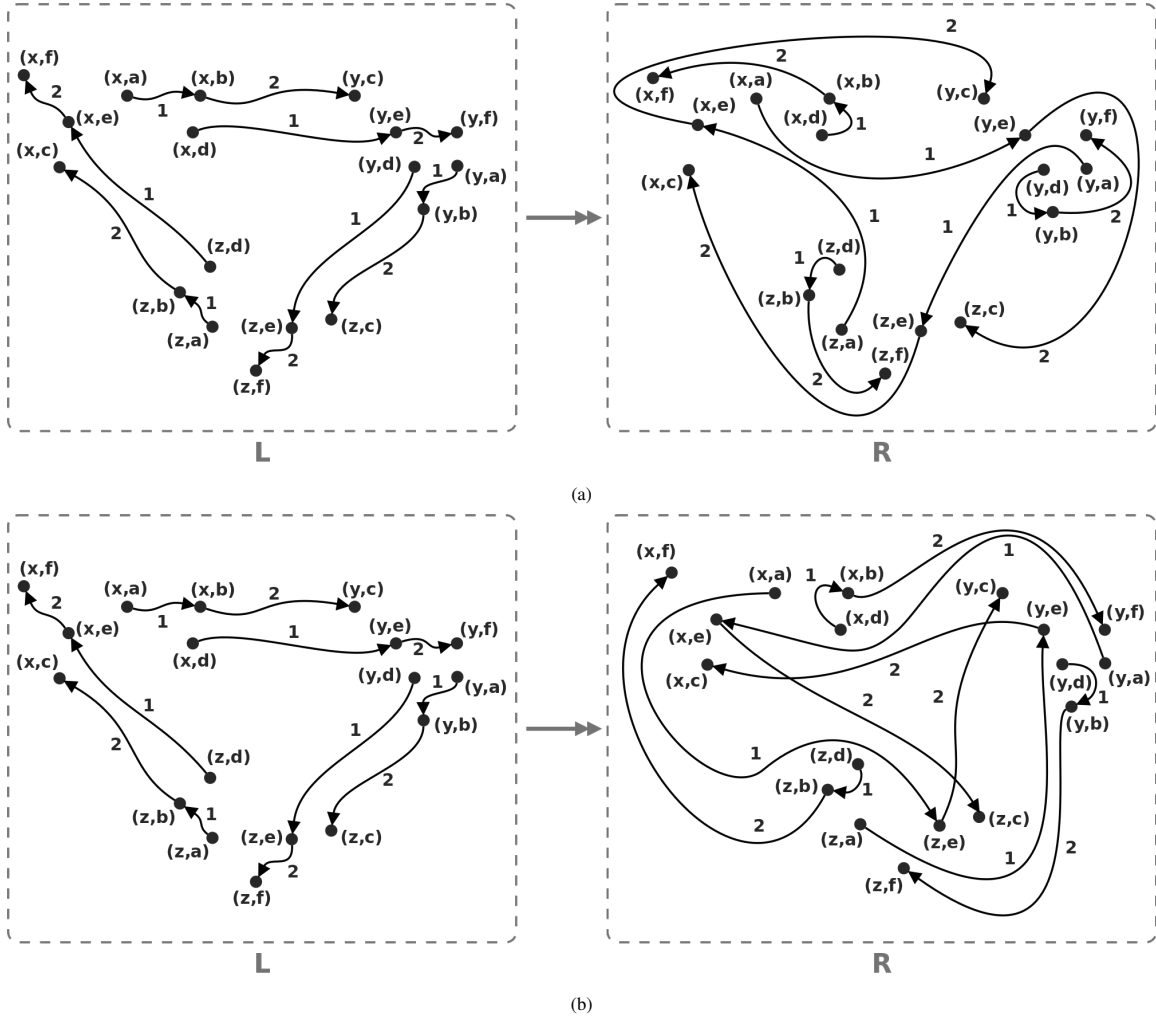 (x,f)
(x,a) (x,b) 2 (y,c)
2 1
(x,e) 1 (y,e) (y,f)
(x,c) (x,d) 2
(y,d) 1 (y,a)
1 1 (y,b)
2 (z,d) 2
(z,b) 1 (z,e) (z,c)
(z,a) 2
(z,f)
L
2
2
(x,f) (x,a) (x,b) (y,c)
(x,e) (x,d) 1 (y,e) (y,f)
1
(x,c) (y,d) (y,a)
1 1 1 2
2 (z,d) (y,b)
1
(z,b) (z,e) (z,c)
(z,a)
(z,f) 2
2
R
(a)
(x,f)
(x,a) (x,b) 2 (y,c)
2 1
(x,e) 1 (y,e) (y,f)
(x,c) (x,d) 2
(y,d) 1 (y,a)
1 1 (y,b)
2 (z,d) 2
(z,b) 1 (z,e) (z,c)
(z,a) 2
(z,f)
L
2
(x,f) 1
(x,a) 1 (x,b) (y,c)
(x,e) (x,d) (y,e) (y,f)
(x,c) 2 (y,d) (y,a)
2 2 1
(y,b)
1 (z,d)
(z,b) 1 (z,c)
2 (z,a) (z,e) 2
1
(z,f)
R
(b)